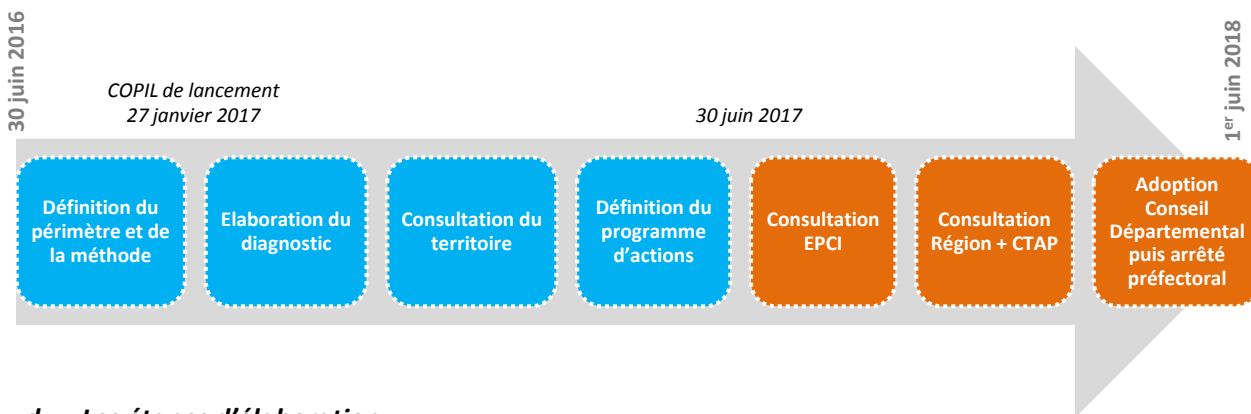 30 juin 2016
COPIL de lancement
27 janvier 2017
30 juin 2017
1er juin 2018
Définition du
périmètre et de
la méthode
Elaboration du
diagnostic
Consultation du
territoire
Définition du
programme
d'actions
Consultation
EPCI
Consultation
Région + CTAP
Adoption
Conseil
Départemental
puis arrêté
préfectoral